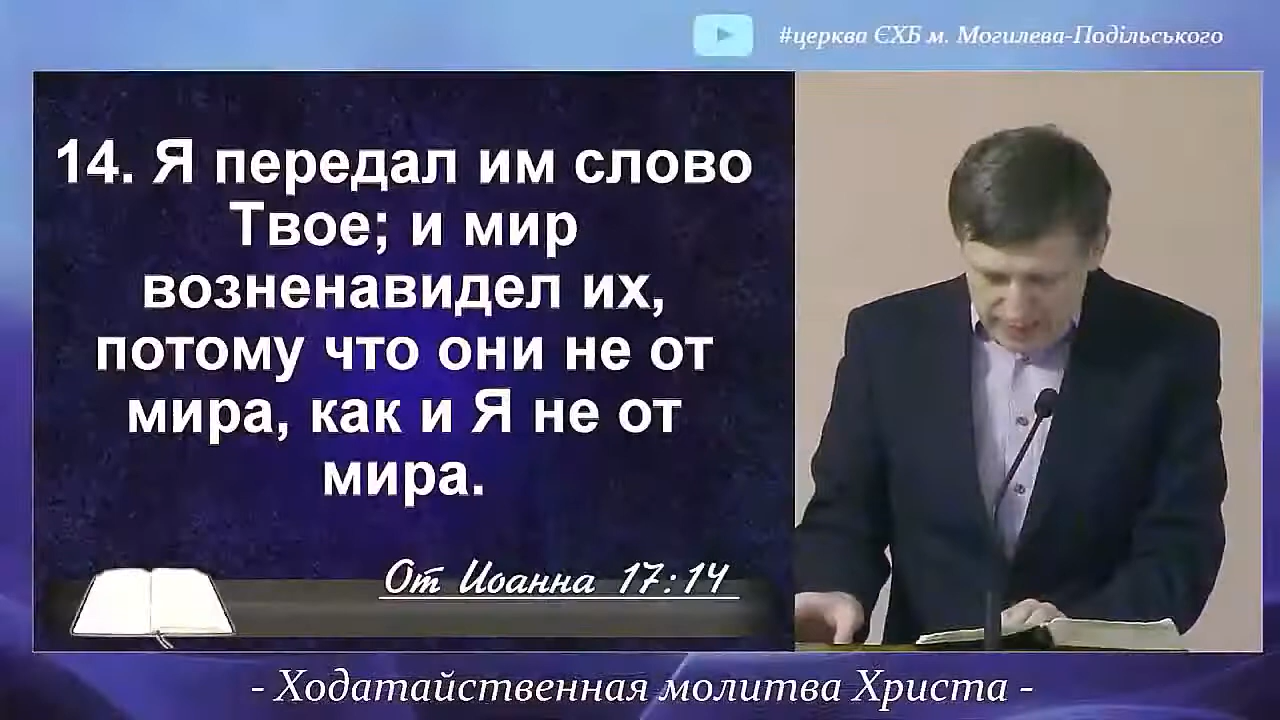 #церква ЄХБ м. Могилева-Подільського
14. Я передал им слово
Твое; и мир
возненавидел их,
потому что они не от
мира, как и Я не от
мира.
От Иоанна 17:14
- Ходатайственная молитва Христа -